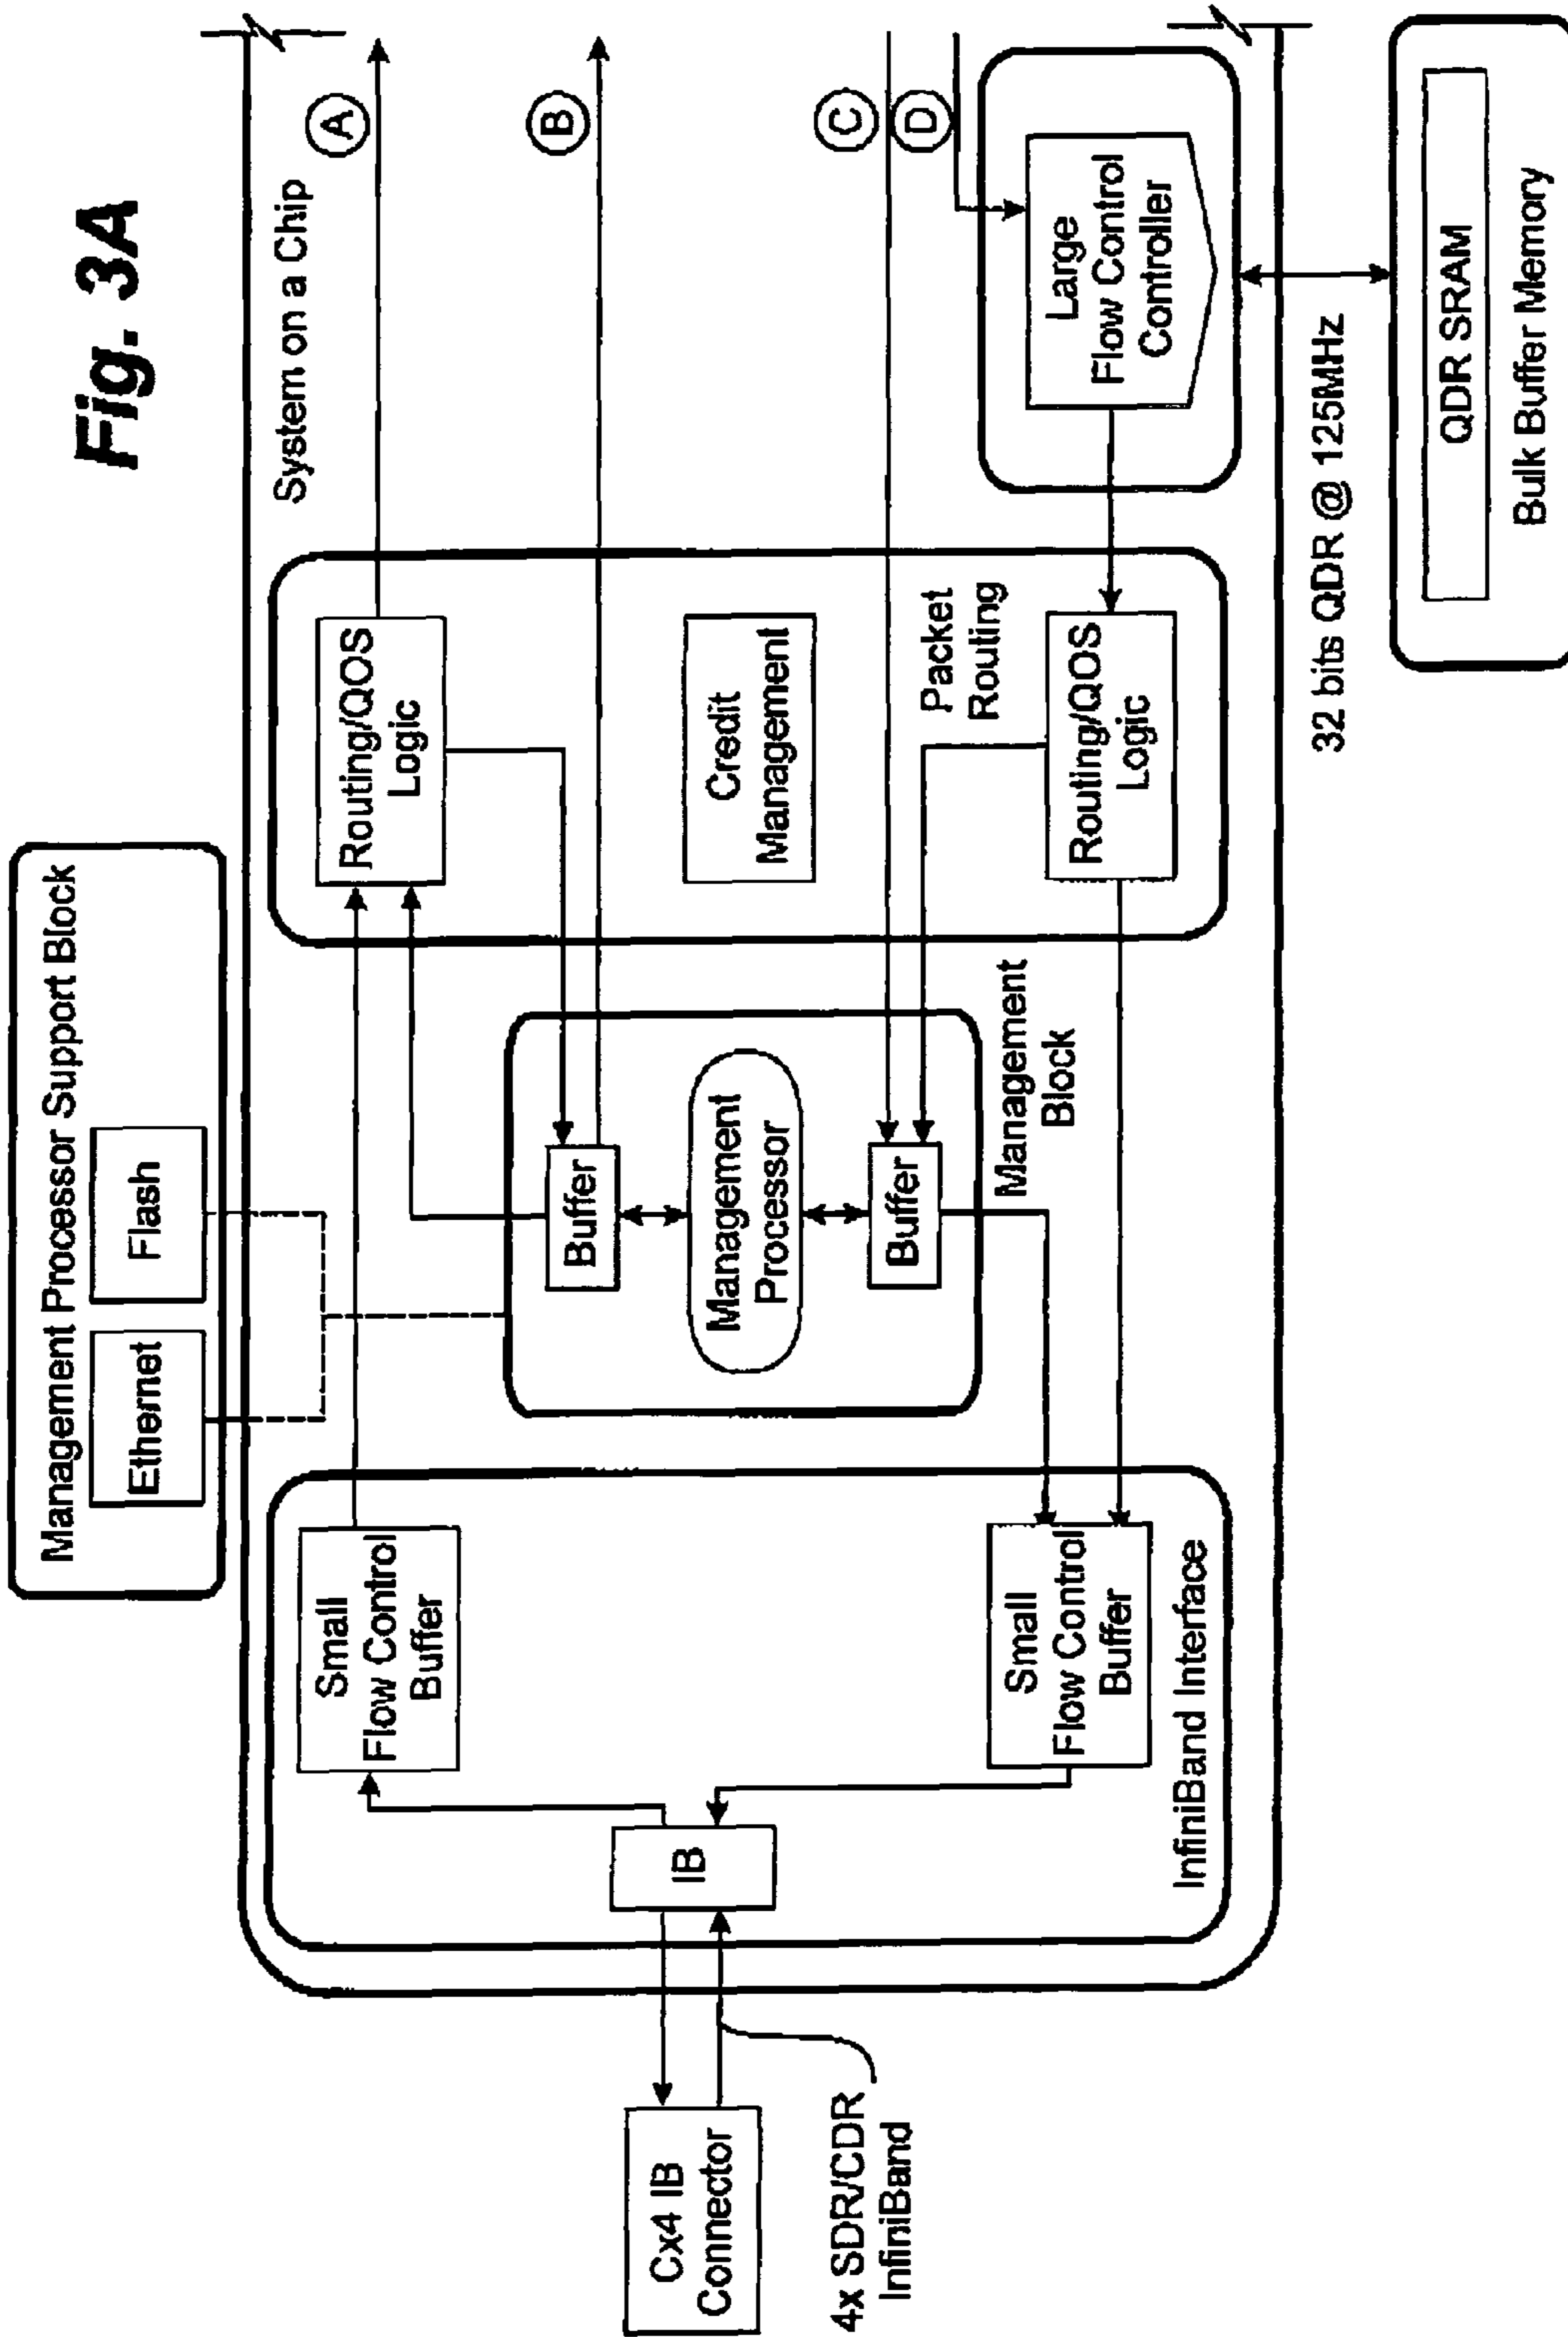 Fig. 3A
Management Processor Support Block
Ethernet
Flash
System on a Chip
A
B
C
D
Cx4 IB
Connector
4x SDR/CDR
InfiniBand
IB
Small
Flow Control
Buffer
Small
Flow Control
Buffer
InfiniBand Interface
Buffer
Management
Processor
Buffer
Management
Block
Routing/QOS
Logic
Credit
Management
Packet
Routing
Routing/QOS
Logic
Large
Flow Control
Controller
32 bits QDR @ 125MHz
QDR SRAM
Bulk Buffer Memory